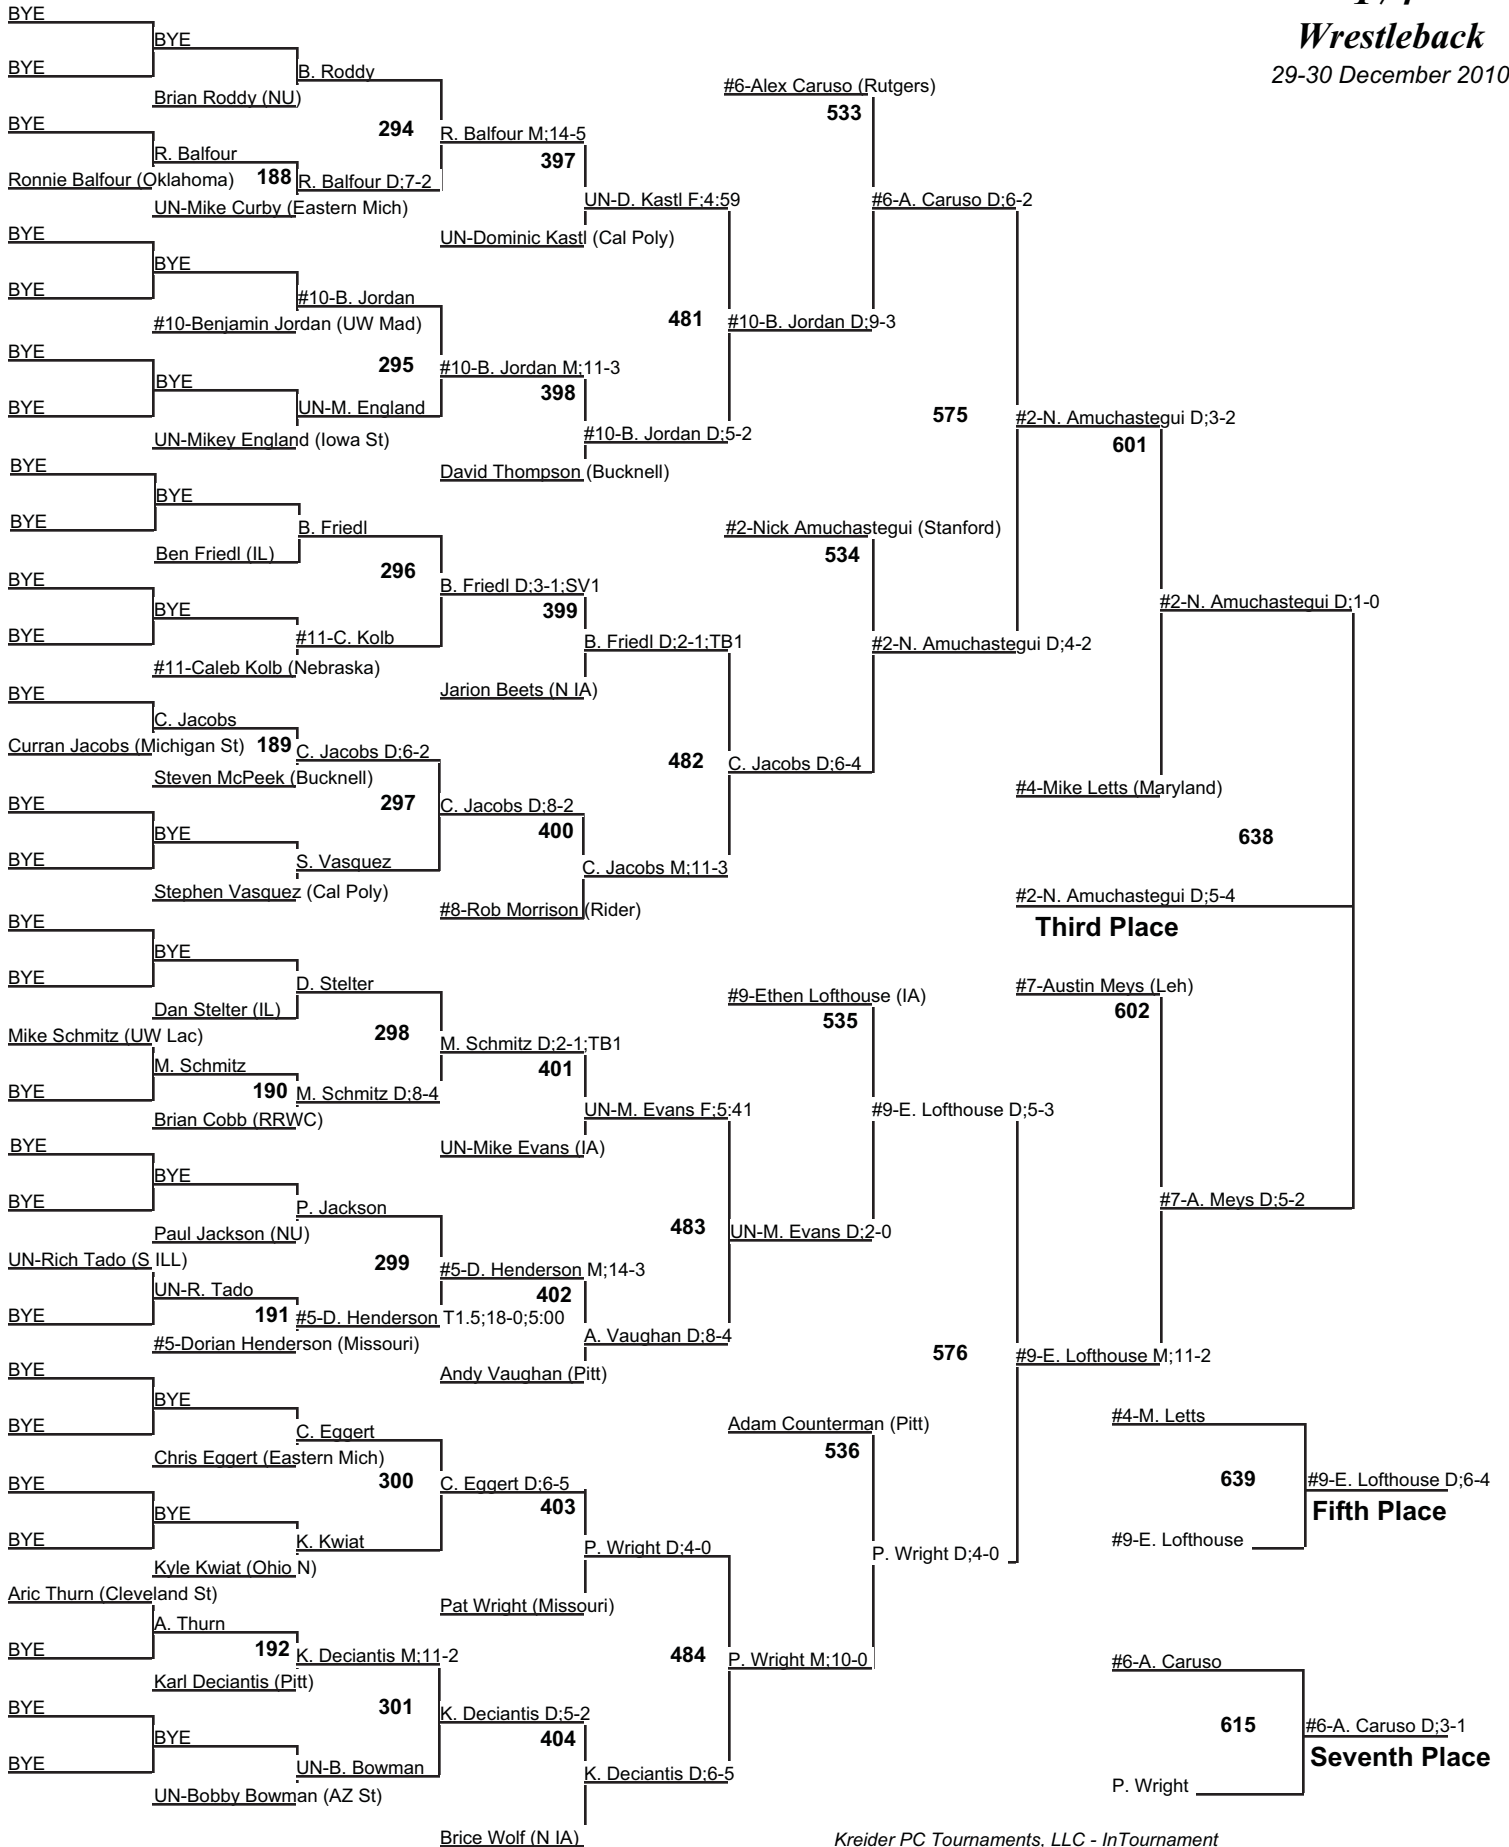 Wrestleback
29-30 December 2010
BYE
BYE
BYE
B. Roddy
Brian Roddy (NU)
BYE
294
R. Balfour
Ronnie Balfour (Oklahoma)
188
R. Balfour D;7-2
UN-Mike Curby (Eastern Mich)
R. Balfour M;14-5
397
UN-D. Kastl F;4:59
UN-Dominic Kastl (Cal Poly)
BYE
BYE
BYE
#10-B. Jordan
#10-Benjamin Jordan (UW Mad)
BYE
295
BYE
BYE
UN-M. England
UN-Mikey England (Iowa St)
#10-B. Jordan M;11-3
398
#10-B. Jordan D;5-2
David Thompson (Bucknell)
481
#10-B. Jordan D;9-3
#6-Alex Caruso (Rutgers)
533
#6-A. Caruso D;6-2
BYE
BYE
BYE
B. Friedl
Ben Friedl (IL)
BYE
296
BYE
BYE
#11-C. Kolb
#11-Caleb Kolb (Nebraska)
B. Friedl D;3-1;SV1
399
B. Friedl D;2-1;TB1
Jarion Beets (N IA)
BYE
C. Jacobs
Curran Jacobs (Michigan St)
189
C. Jacobs D;6-2
Steven McPeek (Bucknell)
BYE
297
BYE
BYE
S. Vasquez
Stephen Vasquez (Cal Poly)
C. Jacobs D;8-2
400
C. Jacobs M;11-3
#8-Rob Morrison (Rider)
482
C. Jacobs D;6-4
#2-Nick Amuchastegui (Stanford)
534
#2-N. Amuchastegui D;4-2
575
#2-N. Amuchastegui D;3-2
601
#2-N. Amuchastegui D;1-0
#4-Mike Letts (Maryland)
638
#2-N. Amuchastegui D;5-4
Third Place
BYE
BYE
BYE
D. Stelter
Dan Stelter (IL)
Mike Schmitz (UW Lac)
298
M. Schmitz
BYE
190
M. Schmitz D;8-4
Brian Cobb (RRWC)
M. Schmitz D;2-1;TB1
401
UN-M. Evans F;5:41
UN-Mike Evans (IA)
BYE
BYE
BYE
P. Jackson
Paul Jackson (NU)
UN-Rich Tado (S ILL)
299
UN-R. Tado
BYE
191
#5-D. Henderson T1.5;18-0;5:00
#5-Dorian Henderson (Missouri)
#5-D. Henderson M;14-3
402
A. Vaughan D;8-4
Andy Vaughan (Pitt)
483
UN-M. Evans D;2-0
#9-Ethen Lofthouse (IA)
535
#9-E. Lofthouse D;5-3
#7-Austin Meys (Leh)
602
#7-A. Meys D;5-2
BYE
BYE
BYE
C. Eggert
Chris Eggert (Eastern Mich)
BYE
300
BYE
BYE
K. Kwiat
Kyle Kwiat (Ohio N)
C. Eggert D;6-5
403
P. Wright D;4-0
Pat Wright (Missouri)
Aric Thurn (Cleveland St)
A. Thurn
BYE
192
K. Deciantis M;11-2
Karl Deciantis (Pitt)
BYE
301
BYE
BYE
UN-B. Bowman
UN-Bobby Bowman (AZ St)
K. Deciantis D;5-2
404
K. Deciantis D;6-5
Brice Wolf (N IA)
484
P. Wright M;10-0
Adam Counterman (Pitt)
536
P. Wright D;4-0
576
#9-E. Lofthouse M;11-2
#4-M. Letts
639
#9-E. Lofthouse D;6-4
Fifth Place
#9-E. Lofthouse
#6-A. Caruso
615
#6-A. Caruso D;3-1
Seventh Place
P. Wright
Kreider PC Tournaments, LLC - InTournament